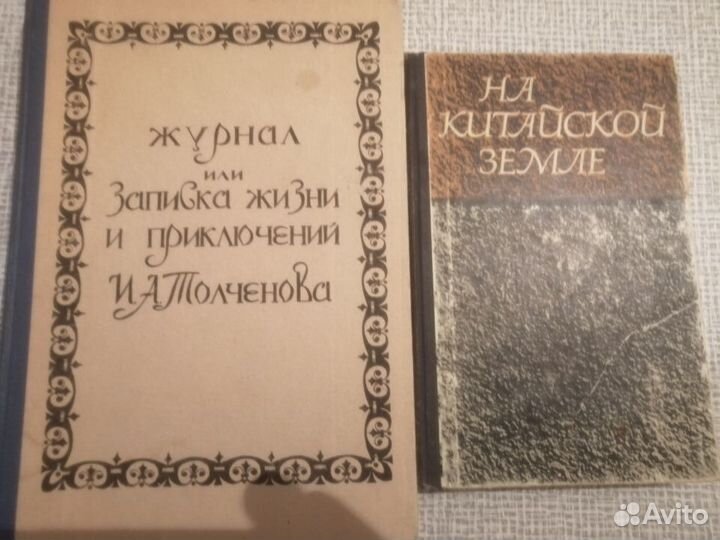 журнал
или
Записка жизни
и приключений
И.А.Толченова
НА
КИТАЙСКОЙ
ЗЕМЛЕ
Avito